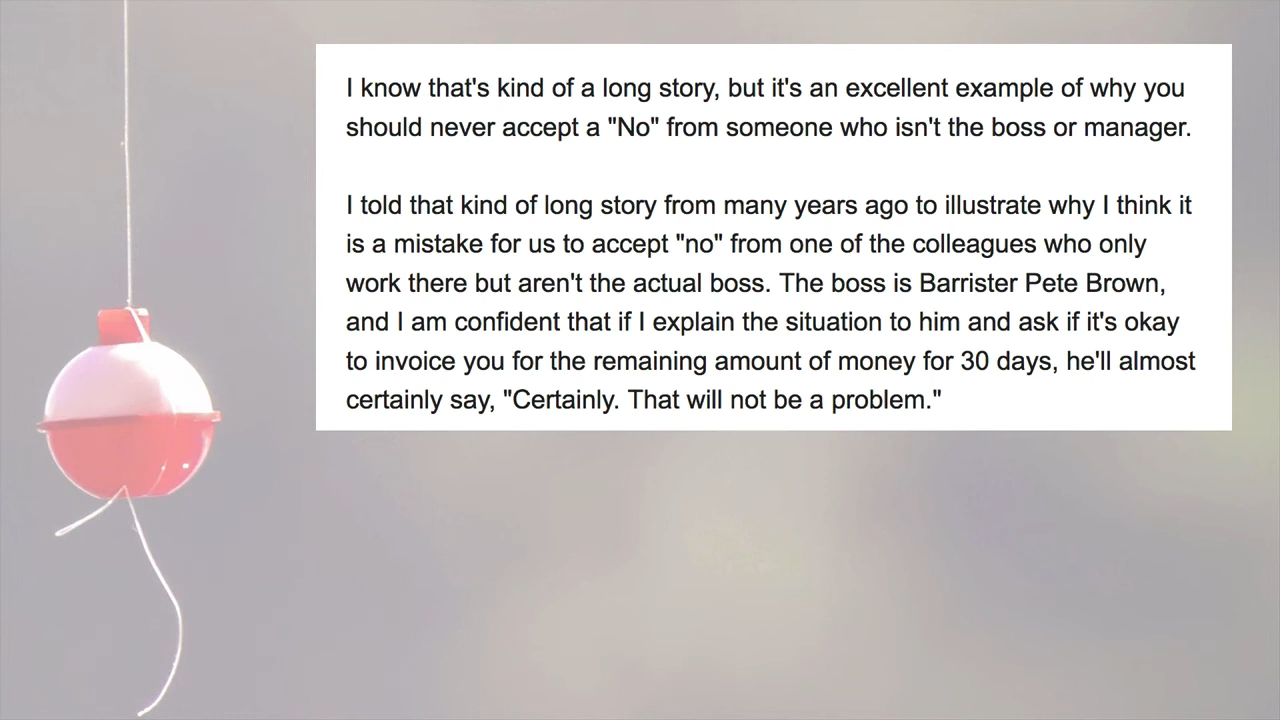 I know that's kind of a long story, but it's an excellent example of why you
should never accept a "No" from someone who isn't the boss or manager.
I told that kind of long story from many years ago to illustrate why I think it
is a mistake for us to accept "no" from one of the colleagues who only
work there but aren't the actual boss. The boss is Barrister Pete Brown,
and I am confident that if I explain the situation to him and ask if it's okay
to invoice you for the remaining amount of money for 30 days, he'll almost
certainly say, "Certainly. That will not be a problem."